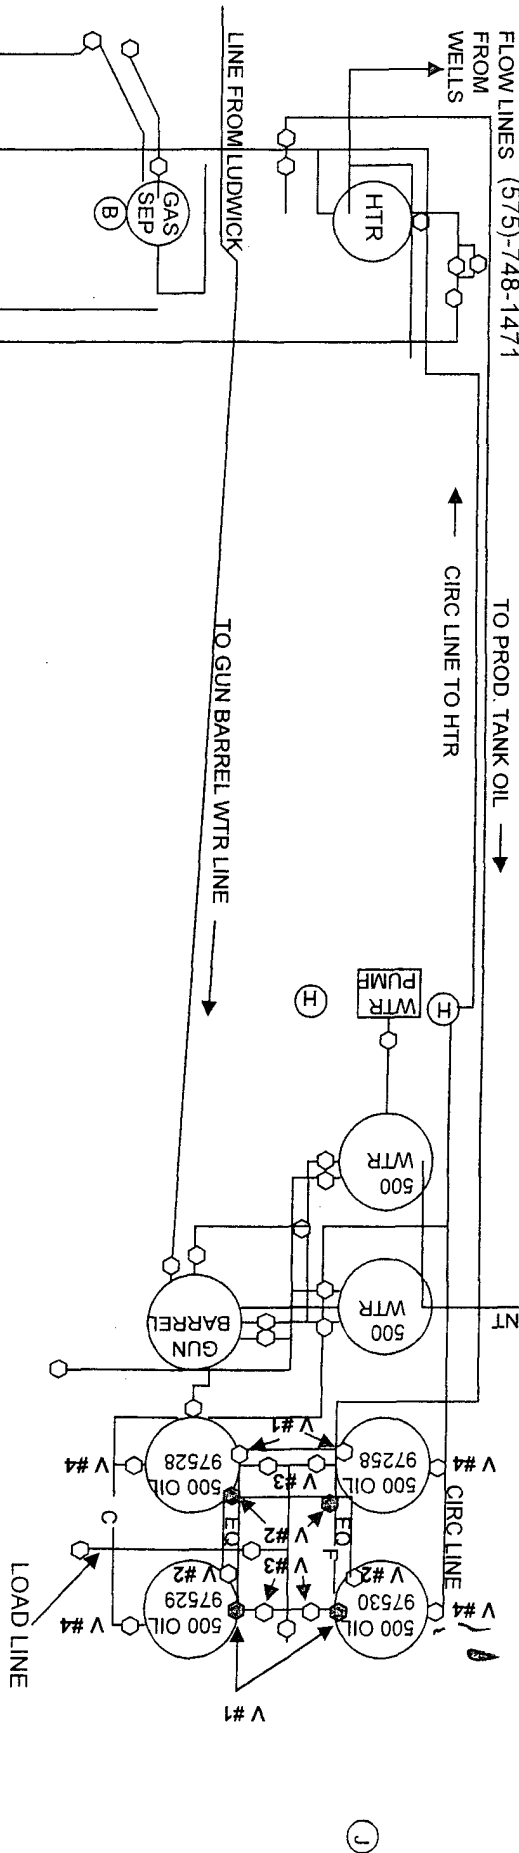 FLOW LINES (575)-748-1471
FROM
WELLS
LINE FROM LUDWICK
HTR
GAS
SEP
B
TO PROD. TANK OIL
CIRC LINE TO HTR
TO GUN BARREL WTR LINE
H
H
WTR
PUMP
500
WTR
500
WTR
NT
GUN
BARREL
V #1
V #4
500 OIL
97528
V #3
500 OIL
97258
V #4
CIRC LINE
C
EQ
V #2
EQ
F
V #2
V #3
V #2
V #4
500 OIL
97529
500 OIL
97530
V #4
LOAD LINE
V #1
J